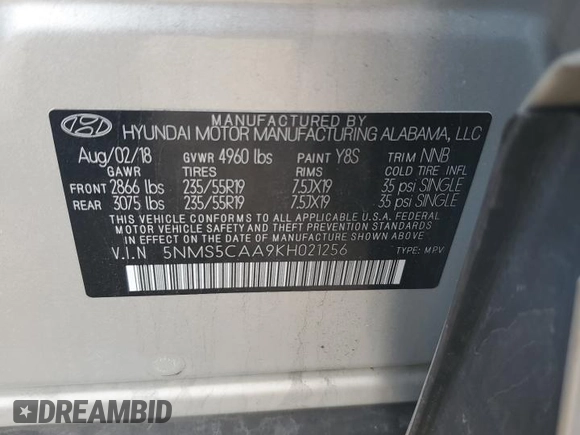 MANUFACTURED BY
HYUNDAI MOTOR MANUFACTURING ALABAMA, LLC
Aug/02/18 GVWR 4960 lbs PAINT Y8S TRIM NNB
GAWR TIRES RIMS COLD TIRE INFL
FRONT 2866 lbs 235/55R19 7.5JX19 35 psi SINGLE
REAR 3075 lbs 235/55R19 7.5JX19 35 psi SINGLE
THIS VEHICLE CONFORMS TO ALL APPLICABLE U.S.A. FEDERAL
MOTOR VEHICLE SAFETY AND THEFT PREVENTION STANDARDS
IN EFFECT ON THE DATE OF MANUFACTURE SHOWN ABOVE.
V.I.N 5NMS5CAA9KH021256 TYPE: MPV
DREAMBID